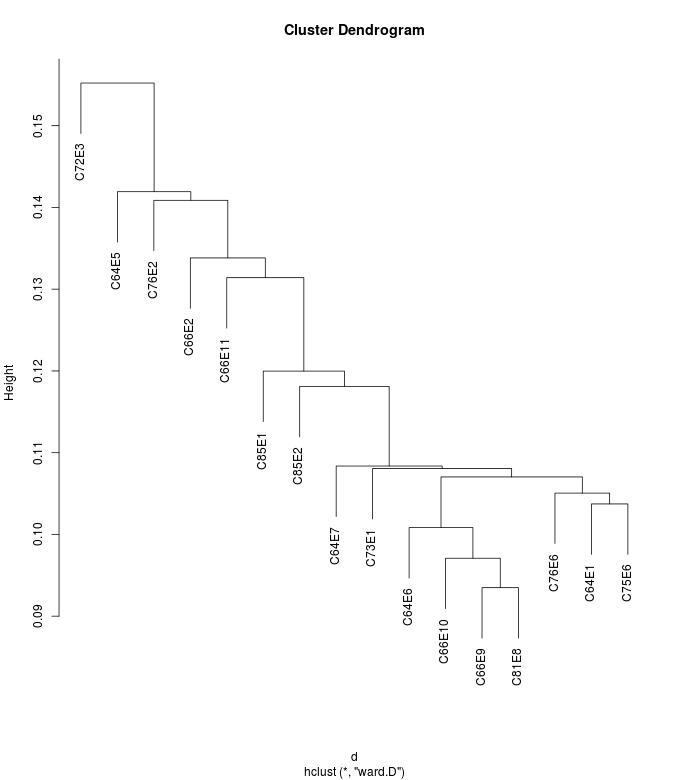 Cluster Dendrogram
Height
0.15
0.14
0.13
0.12
0.11
0.10
0.09
C72E3
C64E5
C76E2
C66E2
C66E11
C85E1
C85E2
C64E7
C73E1
C64E6
C66E10
C66E9
C81E8
C76E6
C64E1
C75E6
d
hclust (*, "ward.D")